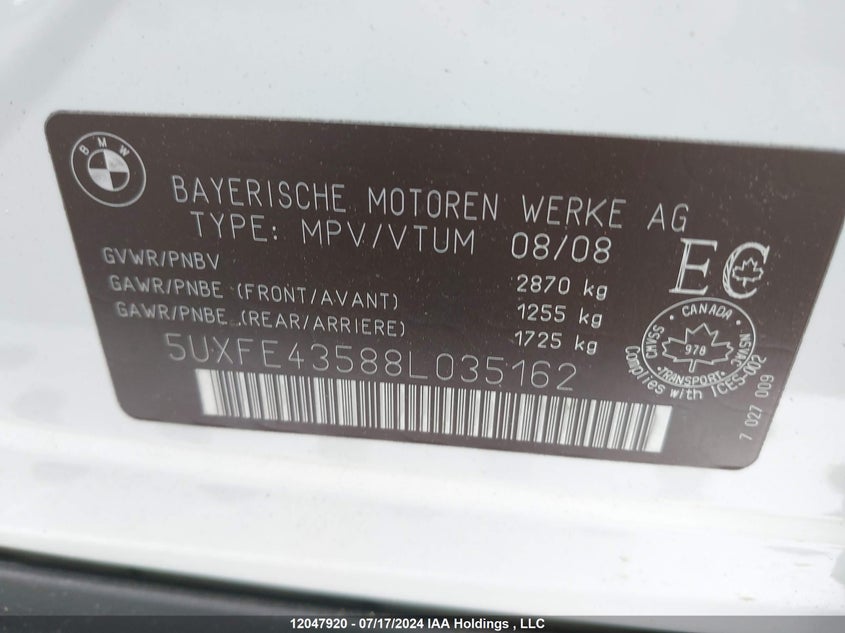 BMW
BAYERISCHE MOTOREN WERKE AG
TYPE: MPV/VTUM 08/08
GVWR/PNBV 2870 kg
GAWR/PNBE (FRONT/AVANT) 1255 kg
GAWR/PNBE (REAR/ARRIERE) 1725 kg
5UXFE43588L035162
EC
CANADA
CMVSS
NSVAC
978
TRANSPORT
Complies with ICES-002
7 027 009
12047920 - 07/17/2024 IAA Holdings , LLC